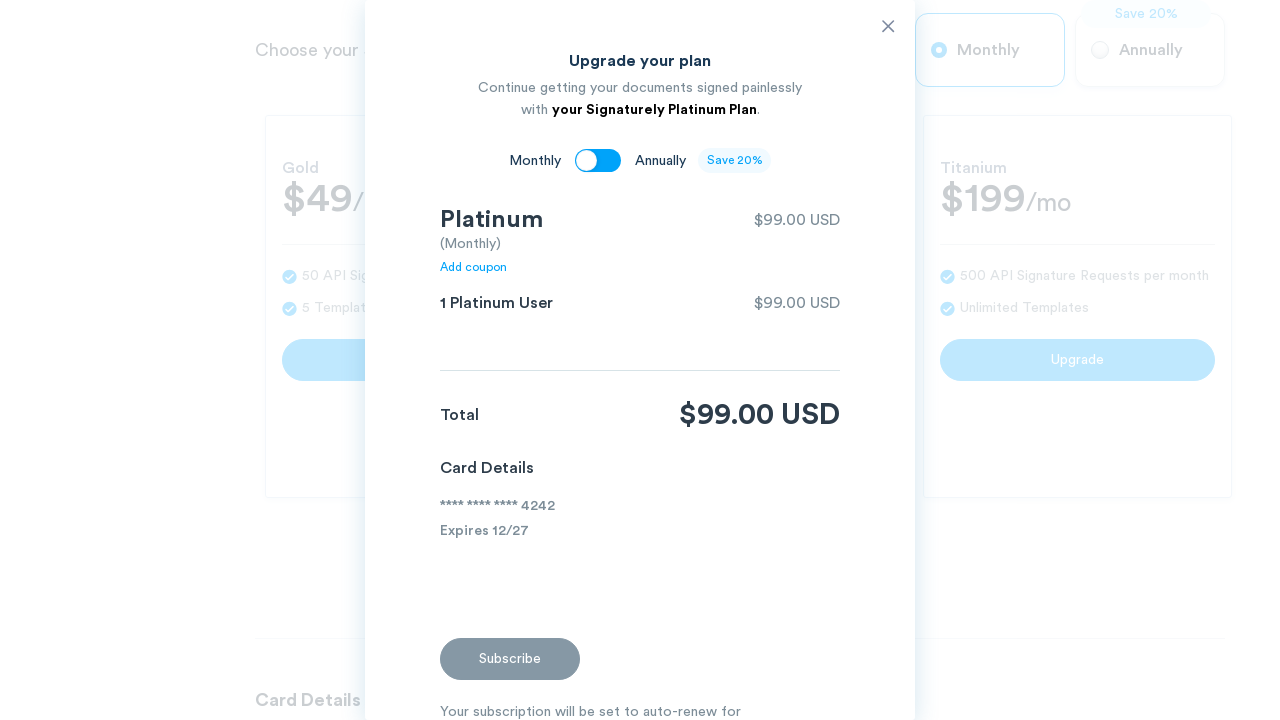 Save 20%
Choose your
Monthly
Annually
Upgrade your plan
Continue getting your documents signed painlessly
with your Signaturely Platinum Plan.
Monthly
Annually
Save 20%
Gold
$49/
50 API Sig
5 Templat
Platinum
$99.00 USD
(Monthly)
Add coupon
1 Platinum User
$99.00 USD
Total
$99.00 USD
Card Details
**** **** **** 4242
Expires 12/27
Subscribe
Your subscription will be set to auto-renew for
Titanium
$199/mo
500 API Signature Requests per month
Unlimited Templates
Upgrade
Card Details